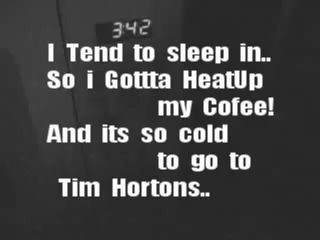 3:42
I Tend to sleep in..
So i Gottta HeatUp
my Cofee!
And its so cold
to go to
Tim Hortons..